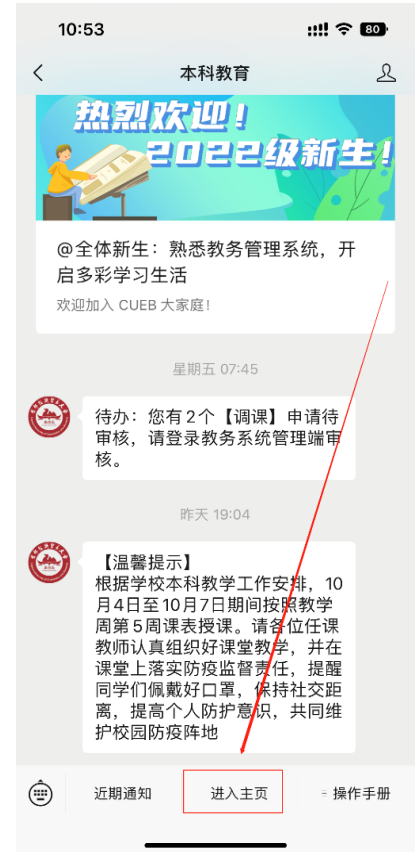 10:53
80
本科教育
热烈欢迎！
2022级新生！
@全体新生：熟悉教务管理系统，开
启多彩学习生活
欢迎加入 CUEB 大家庭！
星期五 07:45
待办：您有2个【调课】申请待
审核，请登录教务系统管理端审
核。
昨天 19:04
【温馨提示】
根据学校本科教学工作安排，10
月4日至10月7日期间按照教学
周第5周课表授课。请各位任课
教师认真组织好课堂教学，并在
课堂上落实防疫监督责任，提醒
同学们佩戴好口罩，保持社交距
离，提高个人防护意识，共同维
护校园防疫阵地
近期通知 进入主页 操作手册